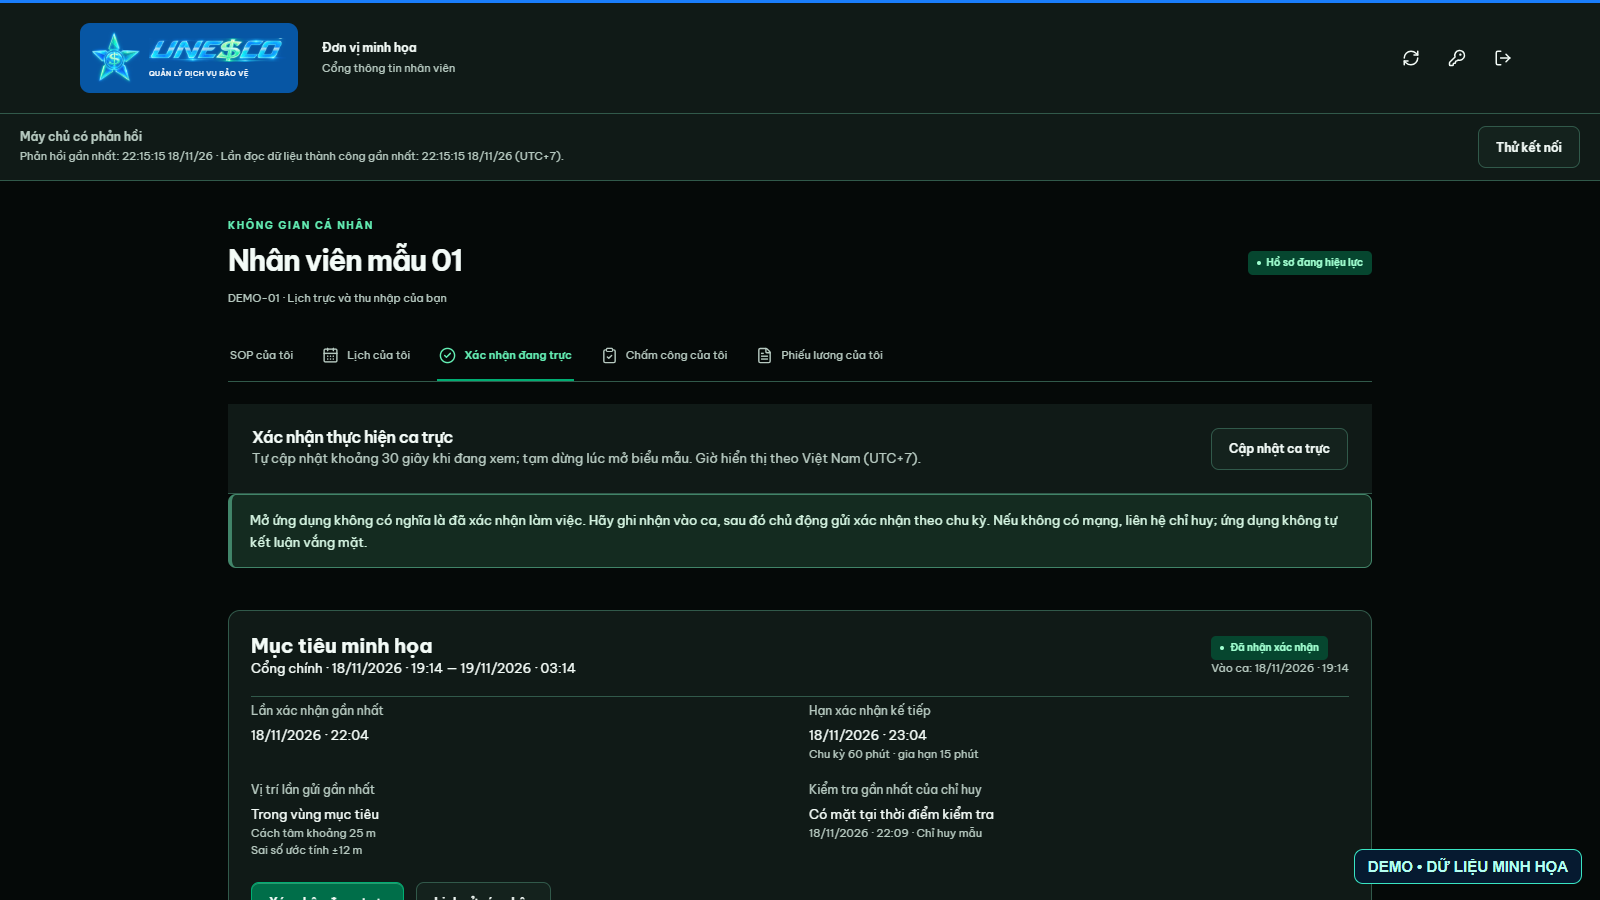 UNE$CO
QUẢN LÝ DỊCH VỤ BẢO VỆ
Đơn vị minh họa
Cổng thông tin nhân viên
Máy chủ có phản hồi
Phản hồi gần nhất: 22:15:15 18/11/26 · Lần đọc dữ liệu thành công gần nhất: 22:15:15 18/11/26 (UTC+7).
Thử kết nối
KHÔNG GIAN CÁ NHÂN
Nhân viên mẫu 01
Hồ sơ đang hiệu lực
DEMO-01 · Lịch trực và thu nhập của bạn
SOP của tôi
Lịch của tôi
Xác nhận đang trực
Chấm công của tôi
Phiếu lương của tôi
Xác nhận thực hiện ca trực
Tự cập nhật khoảng 30 giây khi đang xem; tạm dừng lúc mở biểu mẫu. Giờ hiển thị theo Việt Nam (UTC+7).
Cập nhật ca trực
Mở ứng dụng không có nghĩa là đã xác nhận làm việc. Hãy ghi nhận vào ca, sau đó chủ động gửi xác nhận theo chu kỳ. Nếu không có mạng, liên hệ chỉ huy; ứng dụng không tự
kết luận vắng mặt.
Mục tiêu minh họa
Cổng chính · 18/11/2026 · 19:14 — 19/11/2026 · 03:14
Đã nhận xác nhận
Vào ca: 18/11/2026 · 19:14
Lần xác nhận gần nhất
18/11/2026 · 22:04
Hạn xác nhận kế tiếp
18/11/2026 · 23:04
Chu kỳ 60 phút · gia hạn 15 phút
Vị trí lần gửi gần nhất
Trong vùng mục tiêu
Cách tâm khoảng 25 m
Sai số ước tính ±12 m
Kiểm tra gần nhất của chỉ huy
Có mặt tại thời điểm kiểm tra
18/11/2026 · 22:09 · Chỉ huy mẫu
DEMO • DỮ LIỆU MINH HỌA